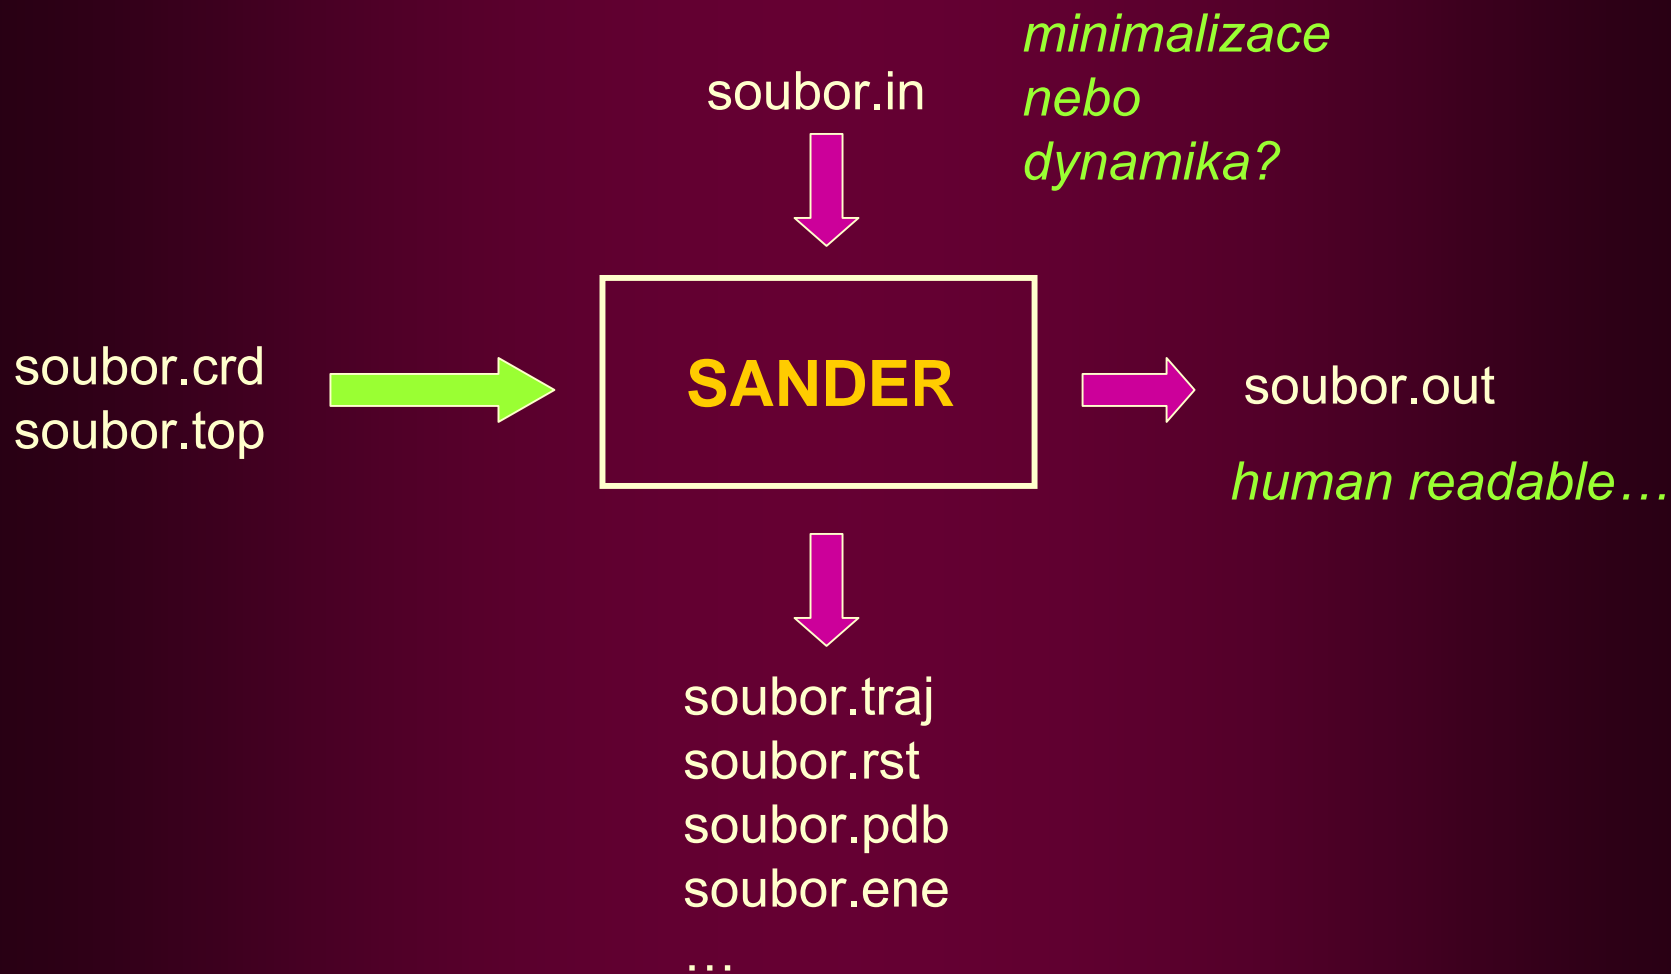 minimalizace
nebo
dynamika?
soubor.in
soubor.crd
soubor.top
SANDER
soubor.out
human readable…
soubor.traj
soubor.rst
soubor.pdb
soubor.ene
…